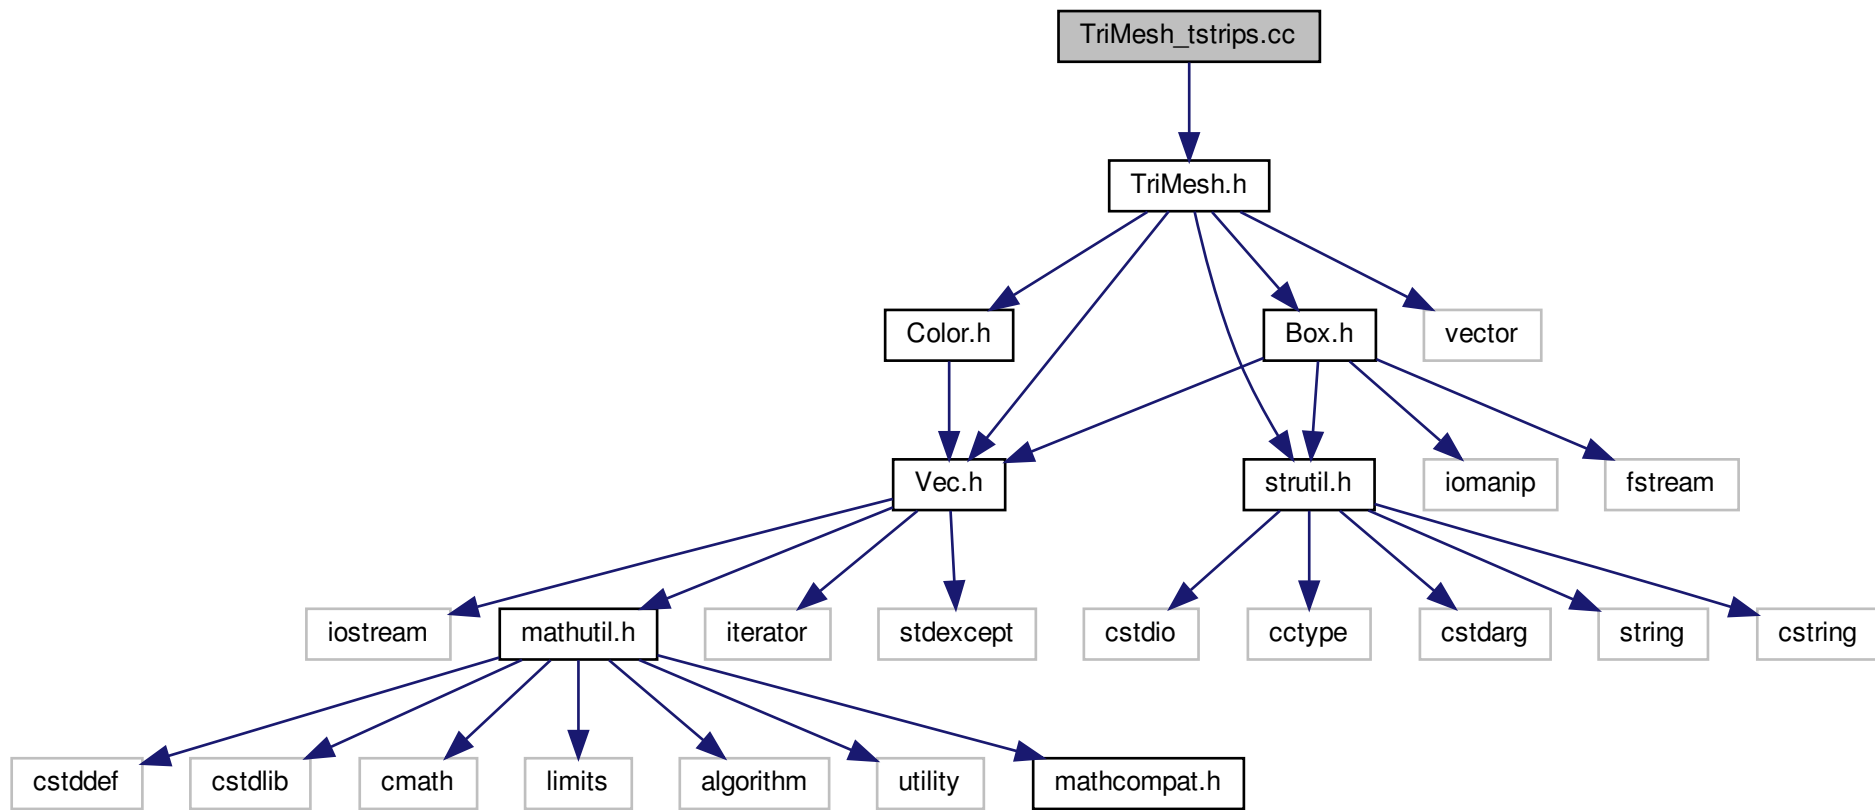 TriMesh_tstrips.cc
TriMesh.h
Color.h
Box.h
vector
Vec.h
strutil.h
iomanip
fstream
iostream
mathutil.h
iterator
stdexcept
cstdio
cctype
cstdarg
string
cstring
cstddef
cstdlib
cmath
limits
algorithm
utility
mathcompat.h